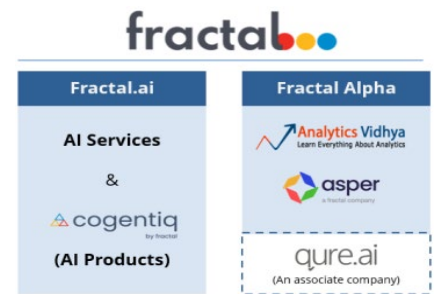 fractal
Fractal.ai
AI Services
&
cogentiq
by fractal
(AI Products)
Fractal Alpha
Analytics Vidhya
Learn Everything About Analytics
asper
a fractal company
qure.ai
(An associate company)